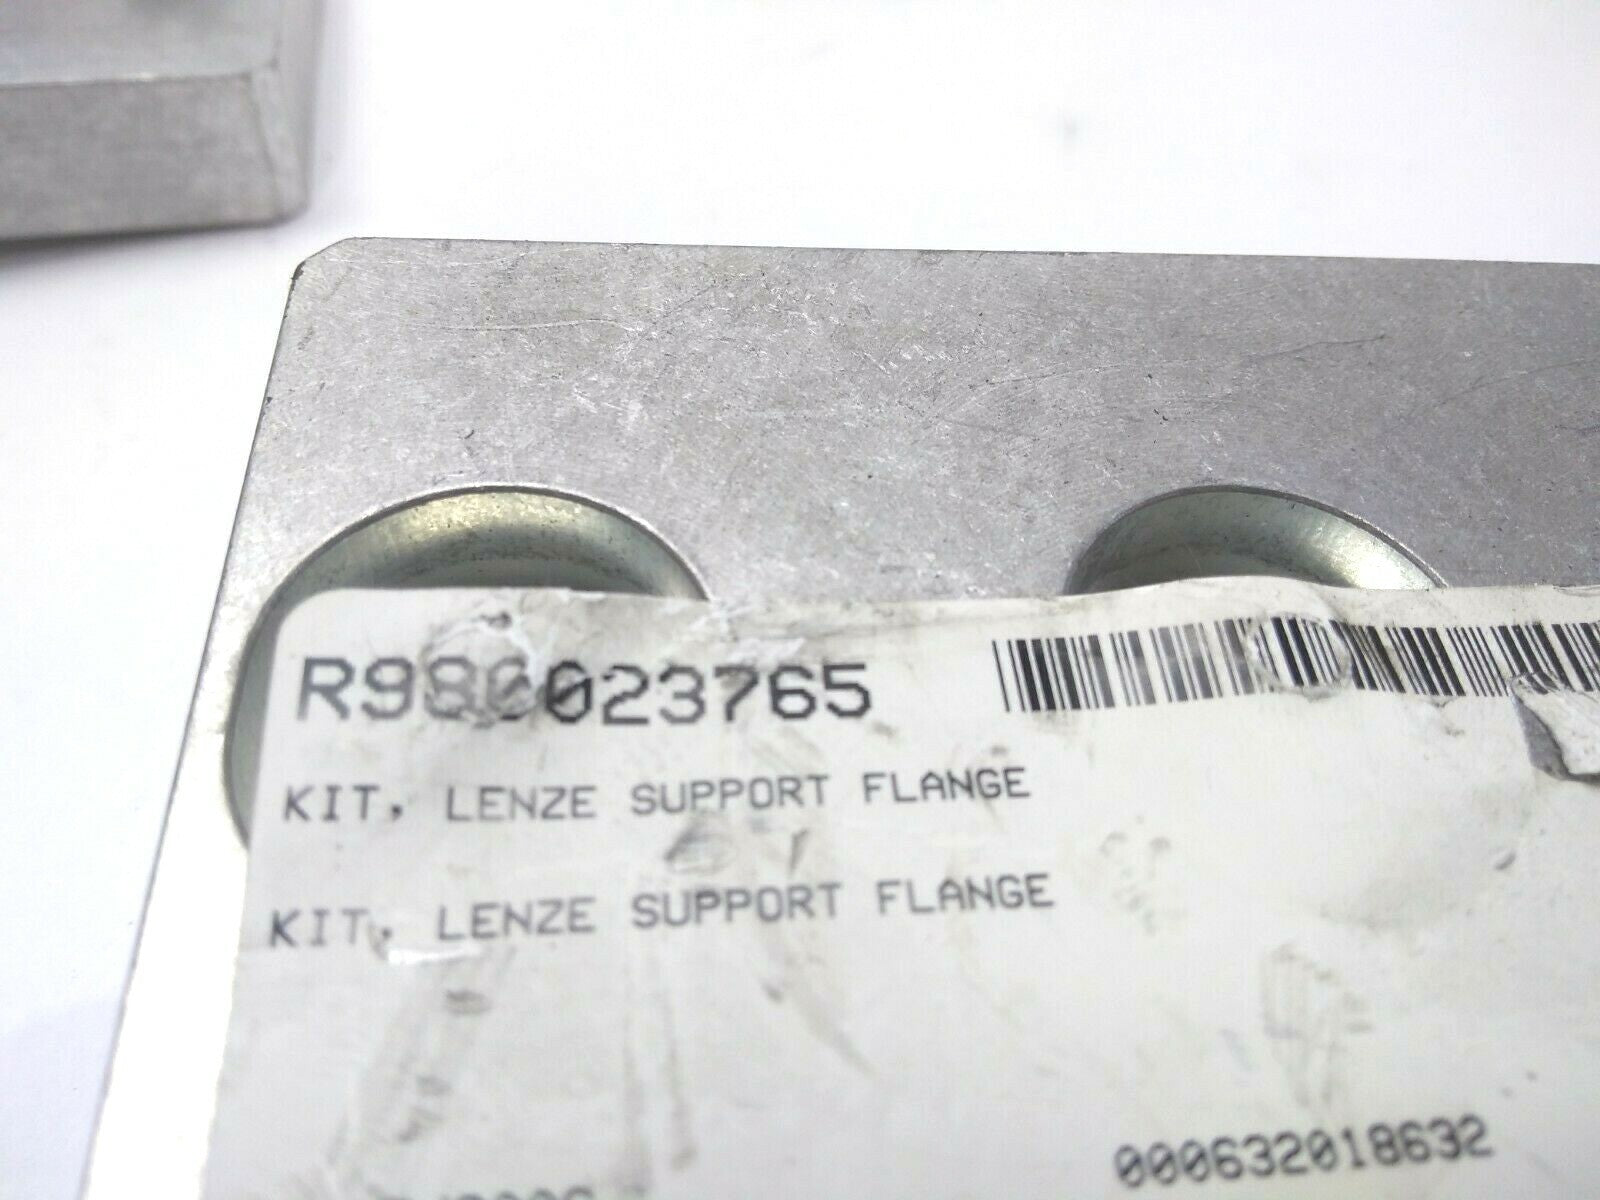 R980023765
KIT, LENZE SUPPORT FLANGE
KIT, LENZE SUPPORT FLANGE
000632018632